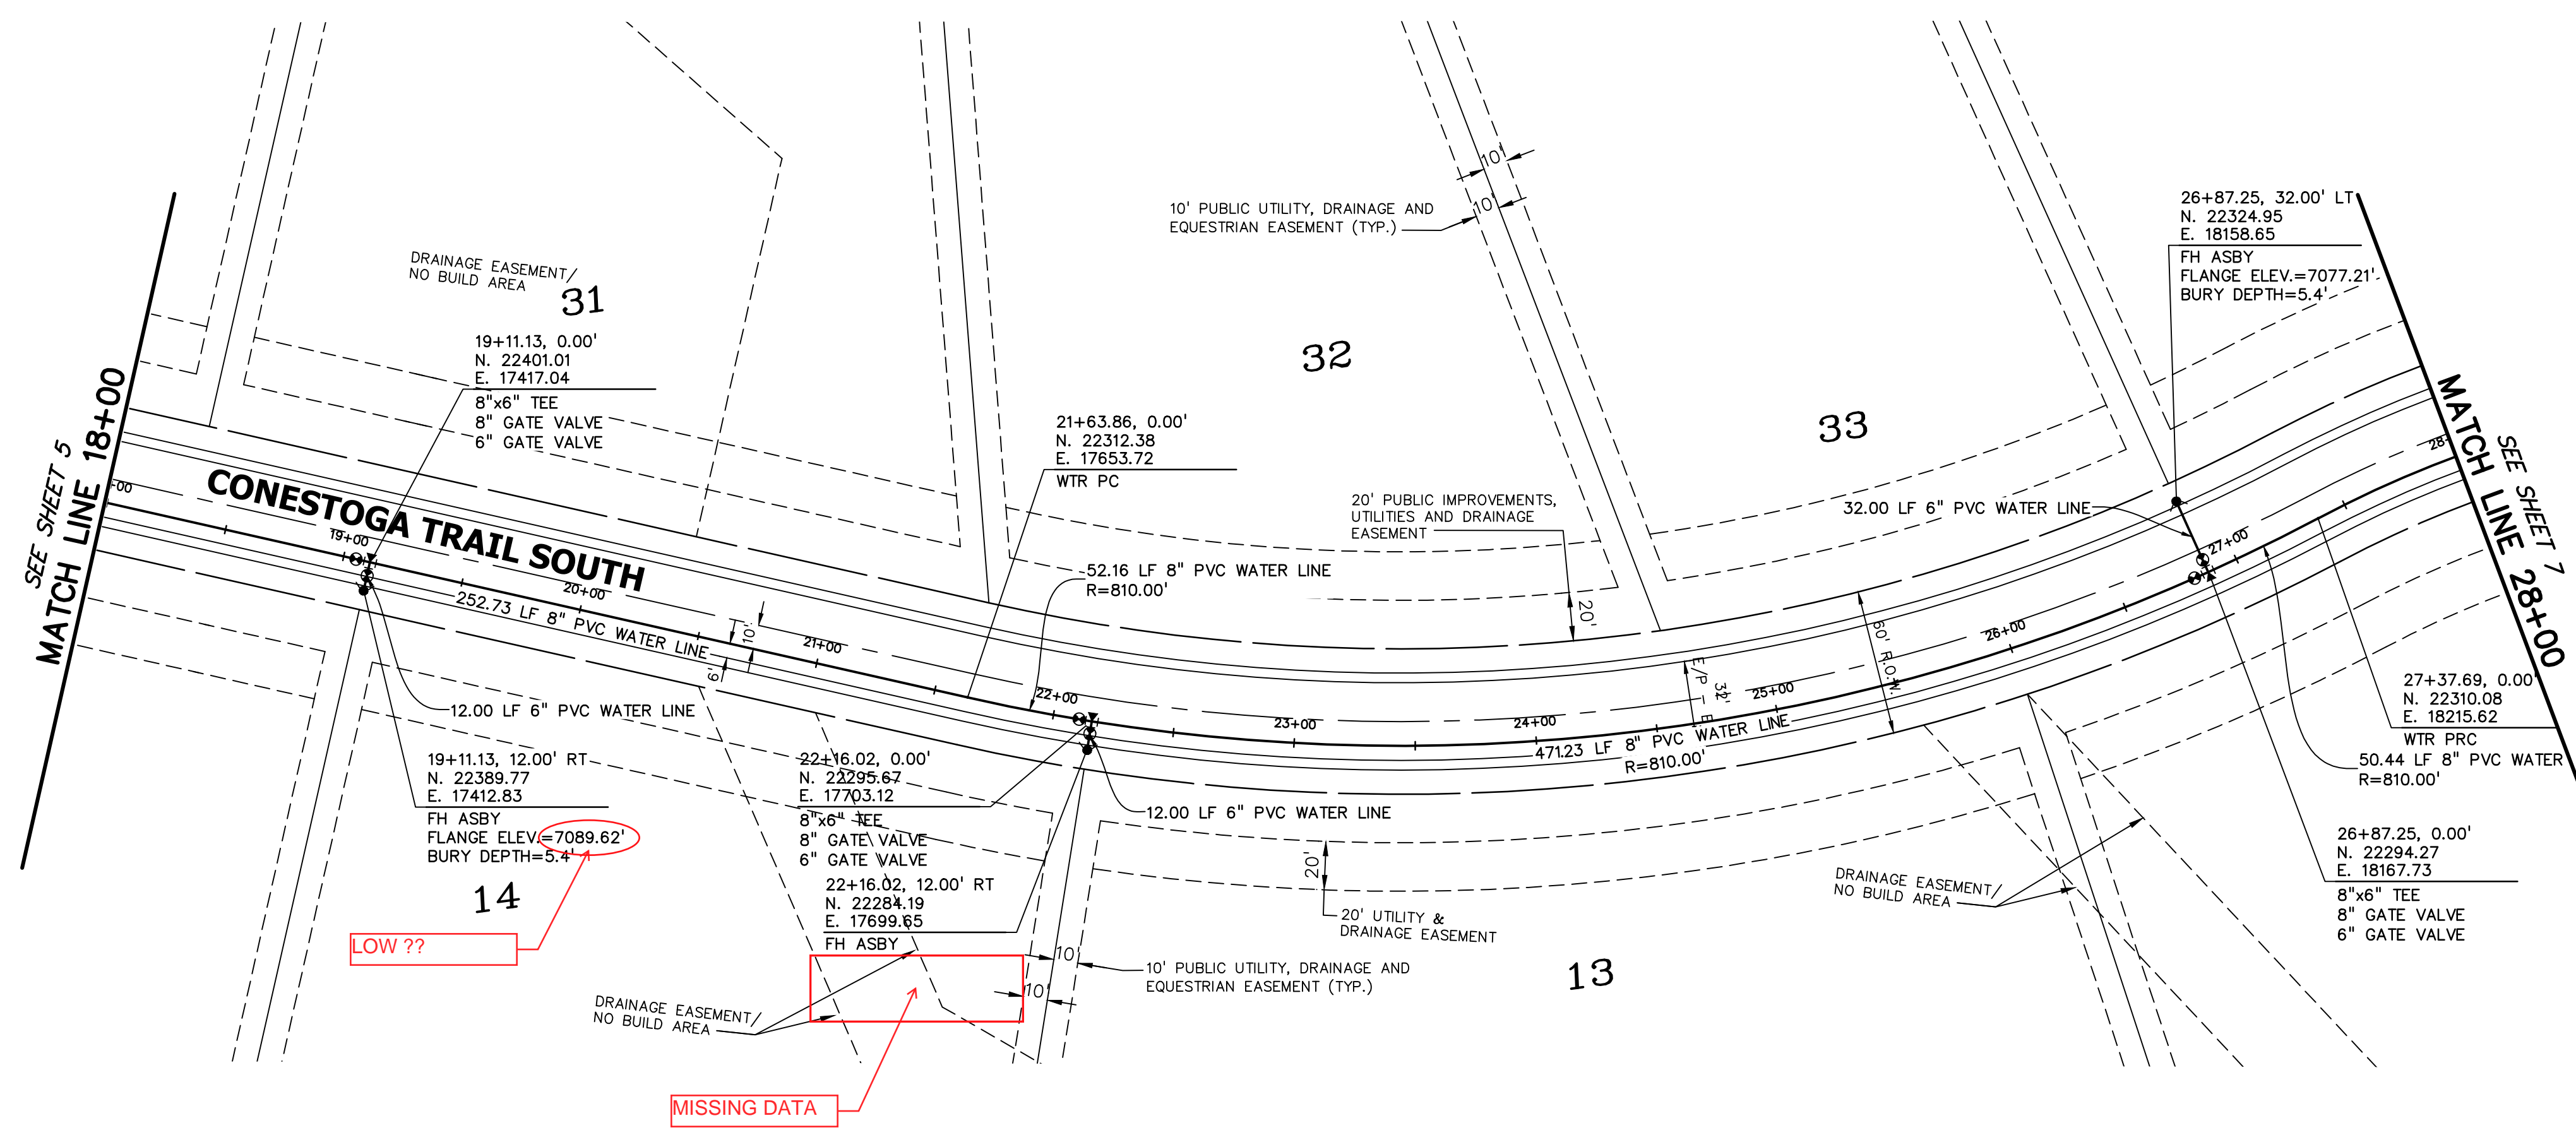 SEE SHEET 5
MATCH LINE 18+00
DRAINAGE EASEMENT/
NO BUILD AREA
31
19+11.13, 0.00'
N. 22401.01
E. 17417.04
8"x6" TEE
8" GATE VALVE
6" GATE VALVE
CONESTOGA TRAIL SOUTH
-00
19+00
20+00
21+00
22+00
23+00
24+00
25+00
26+00
27+00
28
252.73 LF 8" PVC WATER LINE
10'
6'
12.00 LF 6" PVC WATER LINE
19+11.13, 12.00' RT
N. 22389.77
E. 17412.83
FH ASBY
FLANGE ELEV.=7089.62'
BURY DEPTH=5.4'
14
LOW ??
21+63.86, 0.00'
N. 22312.38
E. 17653.72
WTR PC
52.16 LF 8" PVC WATER LINE
R=810.00'
22+16.02, 0.00'
N. 22295.67
E. 17703.12
8"x6" TEE
8" GATE VALVE
6" GATE VALVE
22+16.02, 12.00' RT
N. 22284.19
E. 17699.65
FH ASBY
12.00 LF 6" PVC WATER LINE
DRAINAGE EASEMENT/
NO BUILD AREA
MISSING DATA
10'
10'
10' PUBLIC UTILITY, DRAINAGE AND
EQUESTRIAN EASEMENT (TYP.)
20'
20' UTILITY &
DRAINAGE EASEMENT
13
10' PUBLIC UTILITY, DRAINAGE AND
EQUESTRIAN EASEMENT (TYP.)
10'
10'
32
20' PUBLIC IMPROVEMENTS,
UTILITIES AND DRAINAGE
EASEMENT
20'
33
E/P - E
32'
60' R.O.W.
471.23 LF 8" PVC WATER LINE
R=810.00'
32.00 LF 6" PVC WATER LINE
26+87.25, 32.00' LT
N. 22324.95
E. 18158.65
FH ASBY
FLANGE ELEV.=7077.21'
BURY DEPTH=5.4'
SEE SHEET 7
MATCH LINE 28+00
27+37.69, 0.00'
N. 22310.08
E. 18215.62
WTR PRC
50.44 LF 8" PVC WATER
R=810.00'
26+87.25, 0.00'
N. 22294.27
E. 18167.73
8"x6" TEE
8" GATE VALVE
6" GATE VALVE
DRAINAGE EASEMENT/
NO BUILD AREA